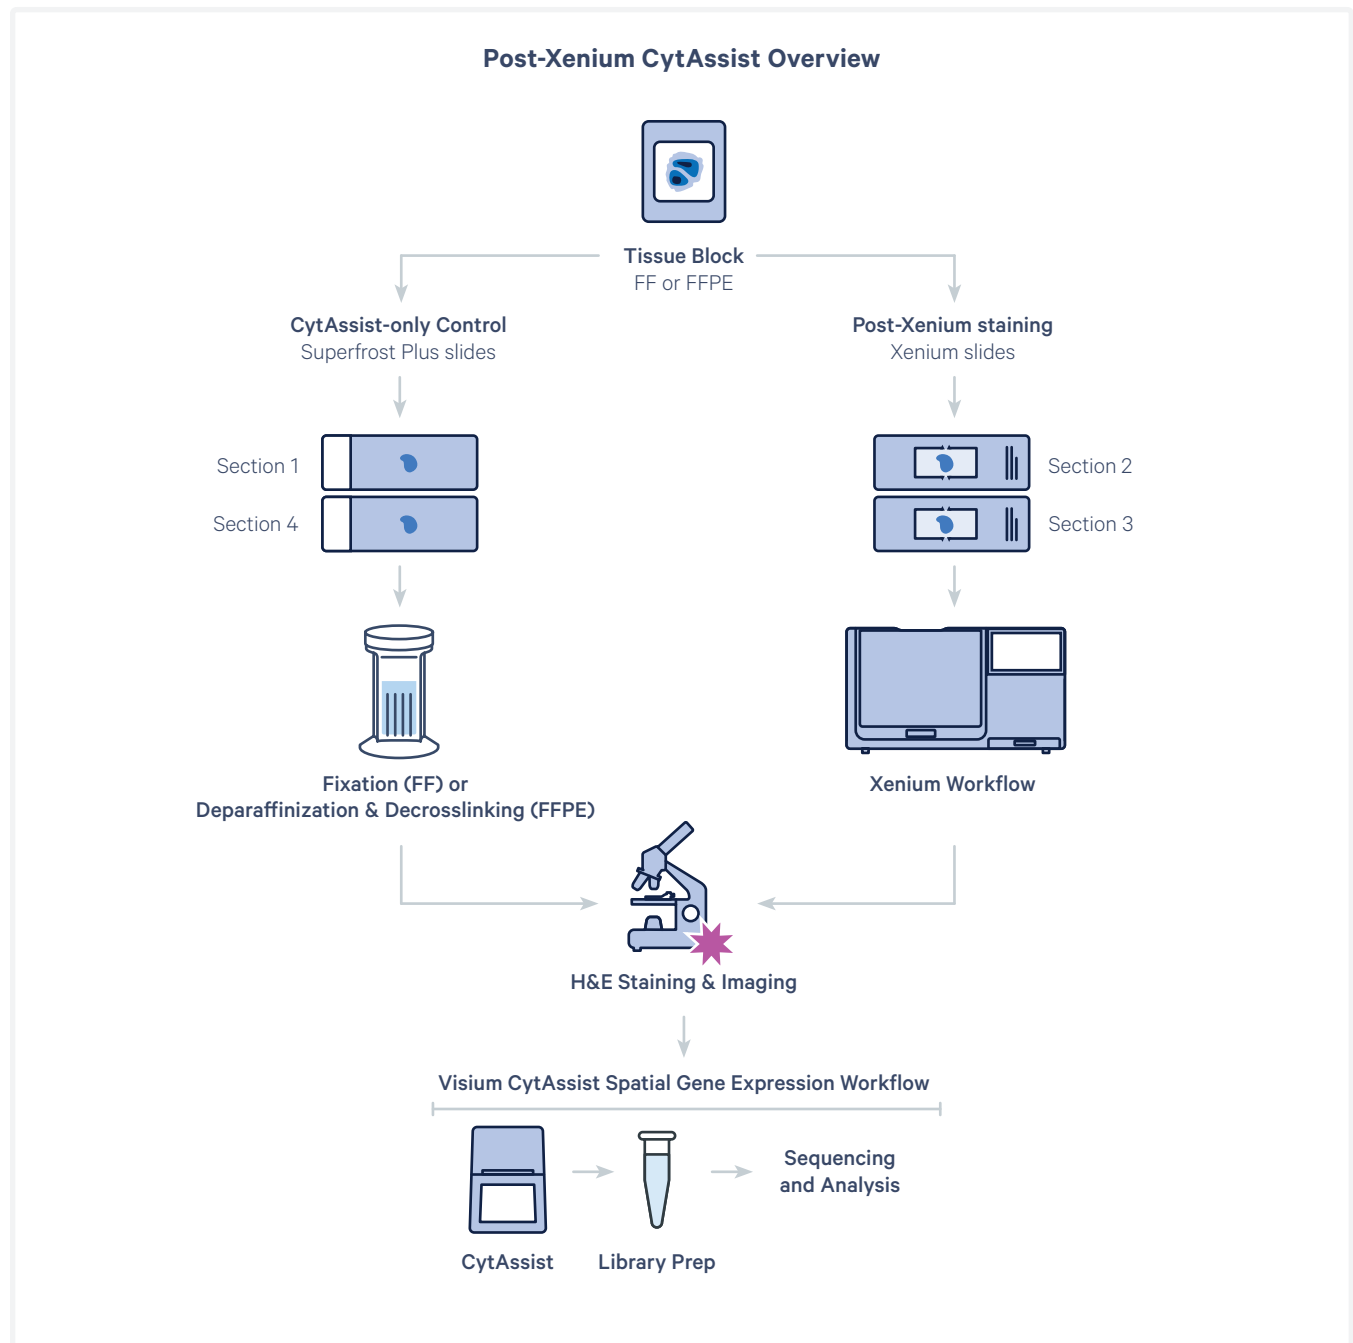 Post-Xenium CytAssist Overview
Tissue Block
FF or FFPE
CytAssist-only Control
Superfrost Plus slides
Post-Xenium staining
Xenium slides
Section 1
Section 4
Section 2
Section 3
Fixation (FF) or
Deparaffinization & Decrosslinking (FFPE)
Xenium Workflow
H&E Staining & Imaging
Visium CytAssist Spatial Gene Expression Workflow
Sequencing
and Analysis
CytAssist
Library Prep